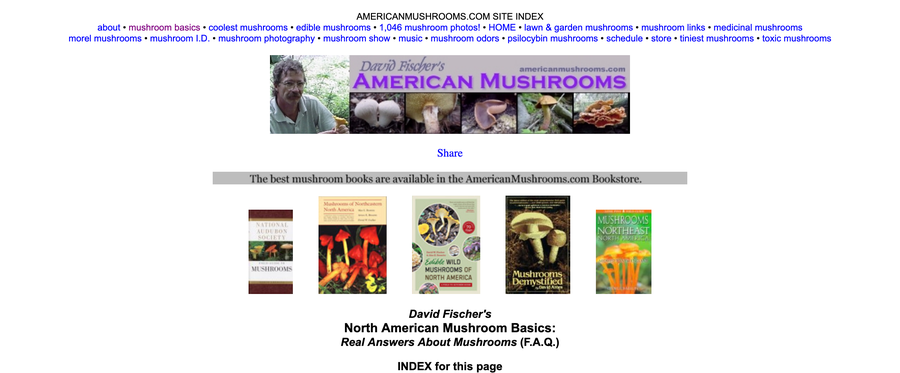 AMERICANMUSHROOMS.COM SITE INDEX
about • mushroom basics • coolest mushrooms • edible mushrooms • 1,046 mushroom photos! • HOME • lawn & garden mushrooms • mushroom links • medicinal mushrooms
morel mushrooms • mushroom I.D. • mushroom photography • mushroom show • music • mushroom odors • psilocybin mushrooms • schedule • store • tiniest mushrooms • toxic mushrooms
David Fischer's
americanmushrooms.com
AMERICAN MUSHROOMS
Share
The best mushroom books are available in the AmericanMushrooms.com Bookstore.
NATIONAL
AUDUBON
SOCIETY
MUSHROOMS
Mushrooms of Northeastern
North America
Edible WILD
MUSHROOMS OF
NORTH AMERICA
Mushrooms
Demystified
by David Arora
MUSHROOMS
NORTHEAST
NORTH AMERICA
David Fischer's
North American Mushroom Basics:
Real Answers About Mushrooms (F.A.Q.)
INDEX for this page